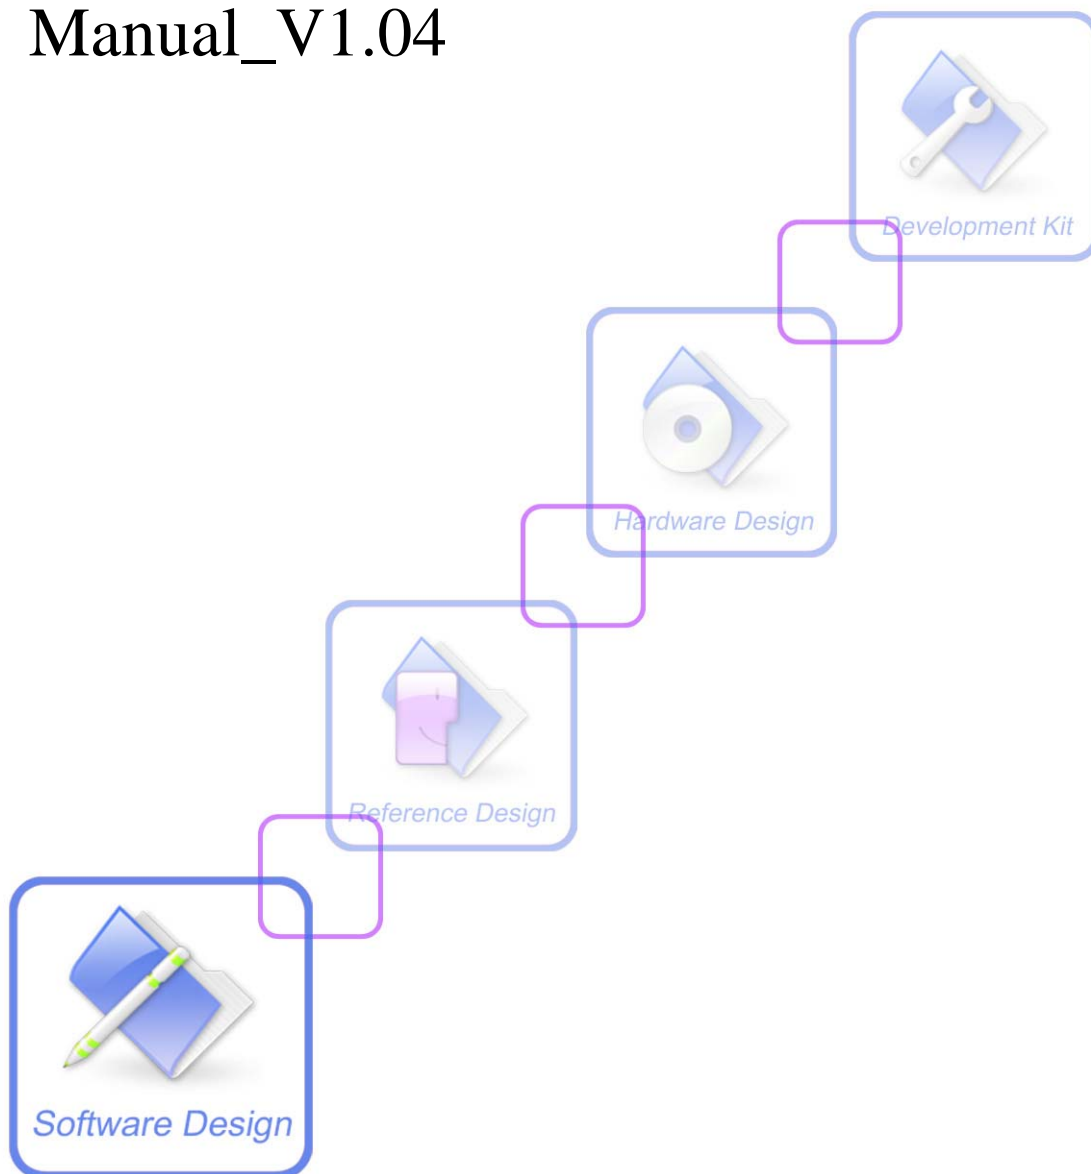 Manual_V1.04
Development Kit
Hardware Design
Reference Design
Software Design